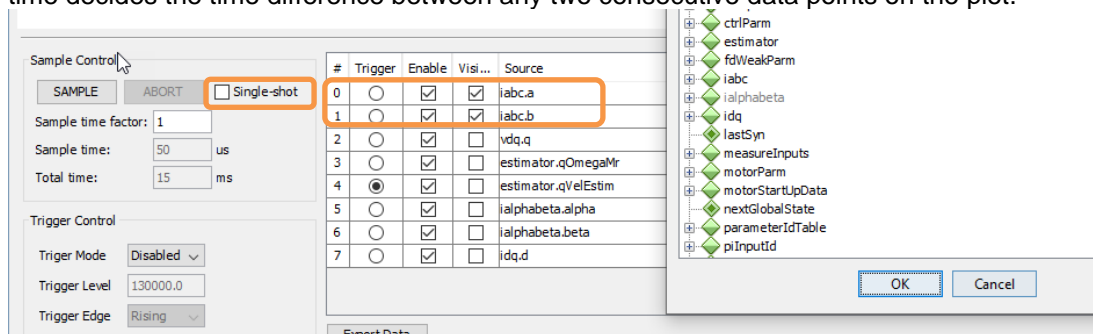 time decides the time difference between any two consecutive data points on the plot.
Sample Control
SAMPLE ABORT Single-shot
Sample time factor: 1
Sample time: 50 us
Total time: 15 ms
Trigger Control
Triger Mode Disabled
Trigger Level 130000.0
Trigger Edge Rising
# Trigger Enable Visi... Source
0 iabc.a
1 iabc.b
2 vdq.q
3 estimator.qOmegaMr
4 estimator.qVelEstim
5 ialphabeta.alpha
6 ialphabeta.beta
7 idq.d
Export Data
ctrlParm
estimator
fdWeakParm
iabc
ialphabeta
idq
lastSyn
measureInputs
motorParm
motorStartUpData
nextGlobalState
parameterIdTable
piInputId
OK Cancel